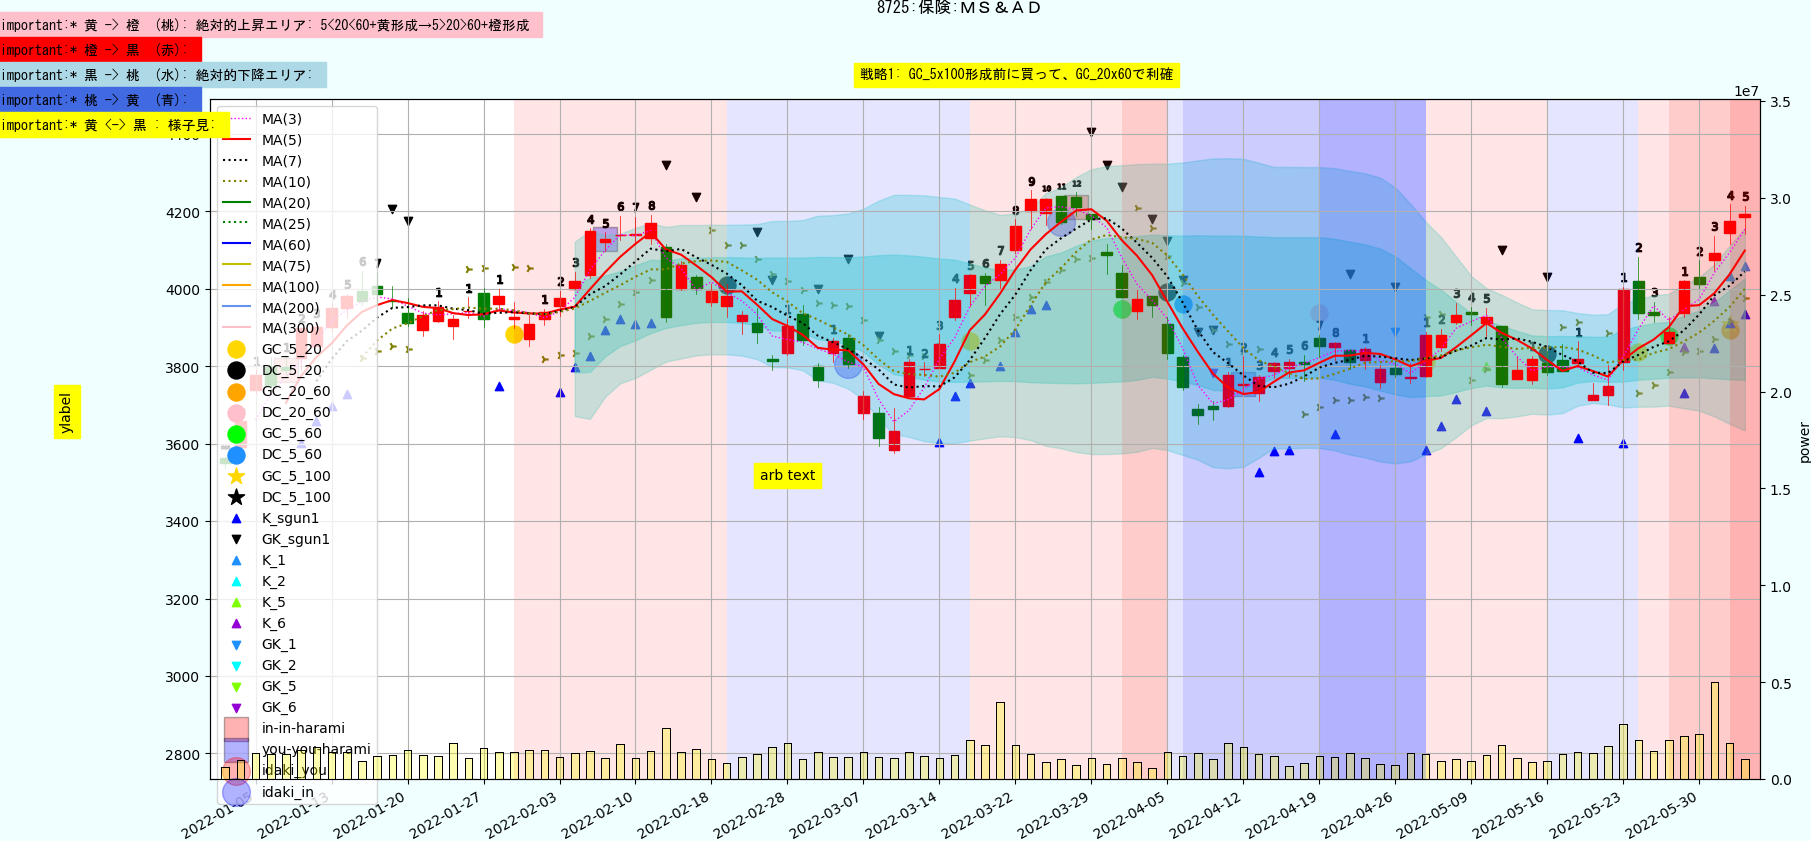 8725:保険:ＭＳ＆ＡＤ
important:* 黄 -> 橙 (桃): 絶対的上昇エリア: 5<20<60+黄形成→5>20>60+橙形成
important:* 橙 -> 黒 (赤):
important:* 黒 -> 桃 (水): 絶対的下降エリア:
戦略1: GC_5x100形成前に買って、GC_20x60で利確
important:* 桃 -> 黄 (青):
important:* 黄 <-> 黒 : 様子見:
1e7
MA(3)
MA(5)
MA(7)
MA(10)
MA(20)
MA(25)
MA(60)
MA(75)
MA(100)
MA(200)
MA(300)
GC_5_20
DC_5_20
GC_20_60
DC_20_60
GC_5_60
DC_5_60
GC_5_100
DC_5_100
K_sgun1
GK_sgun1
K_1
K_2
K_5
K_6
GK_1
GK_2
GK_5
GK_6
in-in-harami
you-you-harami
idaki_you
idaki_in
ylabel
4200
4000
3800
3600
3400
3200
3000
2800
arb text
power
3.5
3.0
2.5
2.0
1.5
1.0
0.5
0.0
2022-01-05
2022-01-13
2022-01-20
2022-01-27
2022-02-03
2022-02-10
2022-02-18
2022-02-28
2022-03-07
2022-03-14
2022-03-22
2022-03-29
2022-04-05
2022-04-12
2022-04-19
2022-04-26
2022-05-09
2022-05-16
2022-05-23
2022-05-30